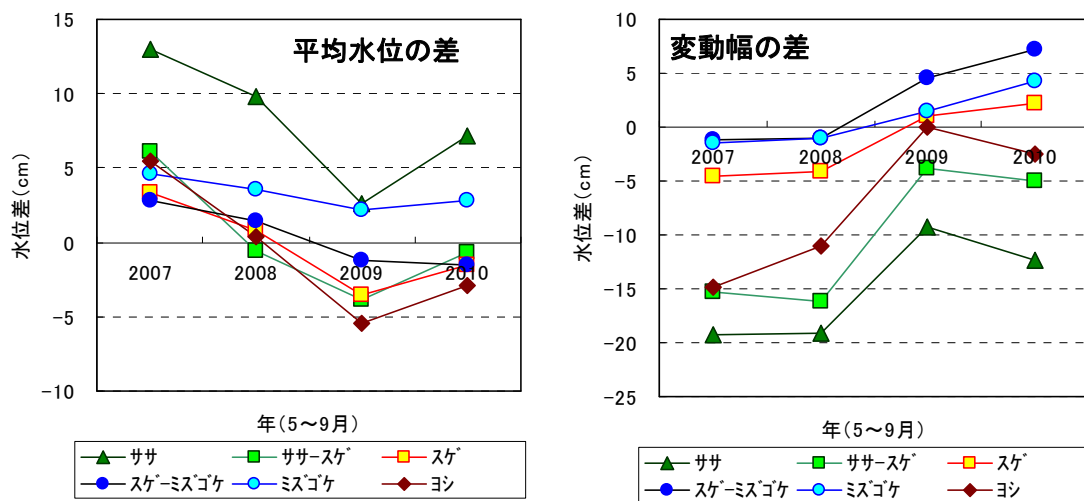 平均水位の差
15
10
5
0
-5
-10
水位差(cm)
2007
2008
2009
2010
年(5~9月)
ササ
ササ-スゲ
スゲ
スゲ-ミズゴケ
ミズゴケ
ヨシ
変動幅の差
10
5
0
-5
-10
-15
-20
-25
水位差(cm)
2007
2008
2009
2010
年(5~9月)
ササ
ササ-スゲ
スゲ
スゲ-ミズゴケ
ミズゴケ
ヨシ